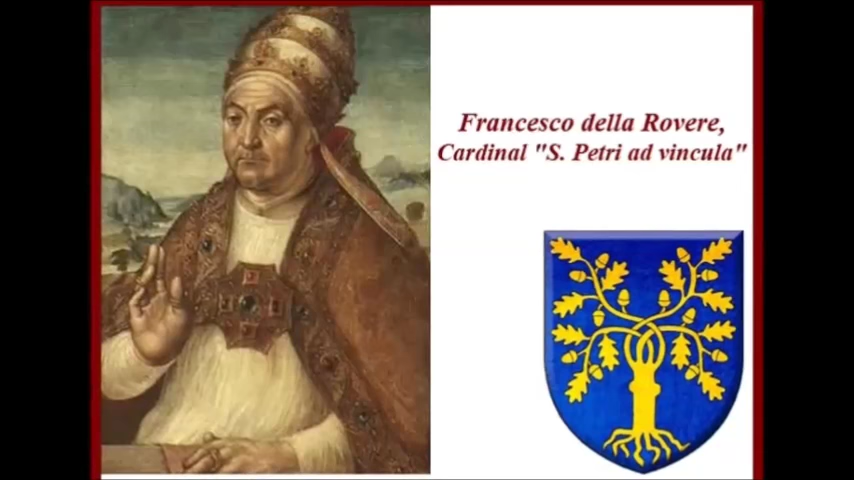 Francesco della Rovere,
Cardinal "S. Petri ad vincula"